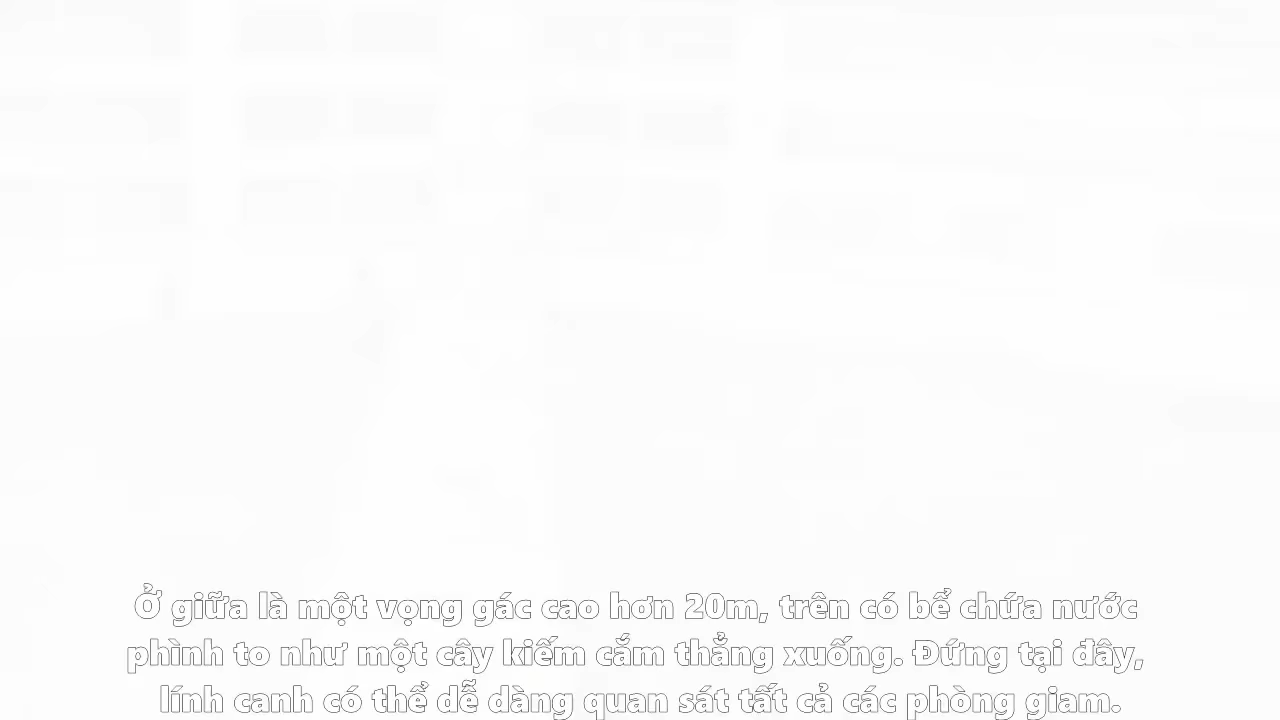 Ở giữa là một vọng gác cao hơn 20m, trên có bể chứa nước
phình to như một cây kiếm cắm thẳng xuống. Đứng tại đây,
lính canh có thể dễ dàng quan sát tất cả các phòng giam.